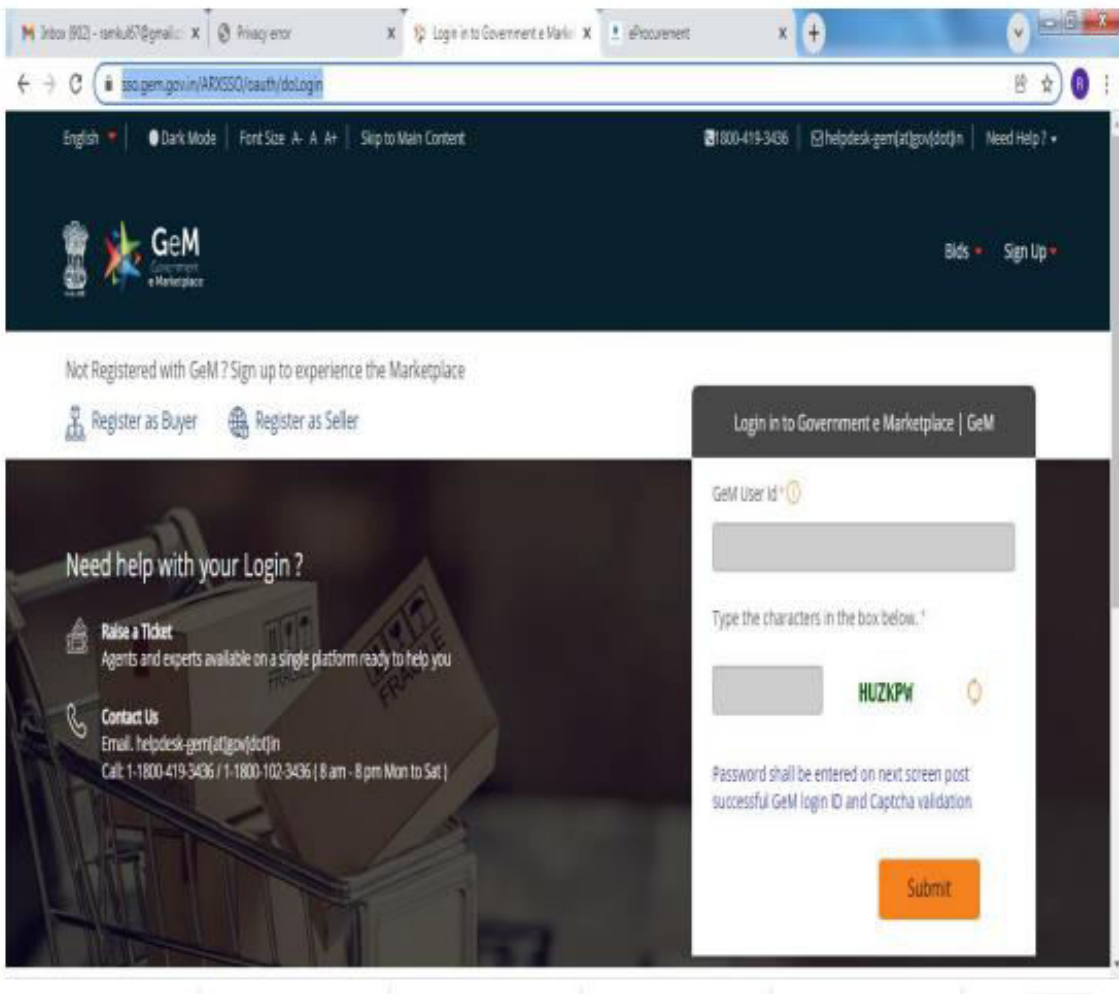 Inbox (902) - ramkul67@gmail.c
Privacy error
Login in to Government e Market
eProcurement
sso.gem.gov.in/ARXSSO/oauth/doLogin
R
English
Dark Mode
Font Size A- A A+
Skip to Main Content
1800-419-3436
helpdesk-gem[at]gov[dot]in
Need Help ?
GeM
Government
e Marketplace
Bids
Sign Up
Not Registered with GeM ? Sign up to experience the Marketplace
Register as Buyer
Register as Seller
Login in to Government e Marketplace | GeM
GeM User Id *
Need help with your Login ?
Raise a Ticket
Agents and experts available on a single platform ready to help you
FRAGILE
FRAGILE
Type the characters in the box below. *
HUZKPW
Contact Us
Email. helpdesk-gem[at]gov[dot]in
Call: 1-1800-419-3436 / 1-1800-102-3436 ( 8 am - 8 pm Mon to Sat )
Password shall be entered on next screen post
successful GeM login ID and Captcha validation
Submit